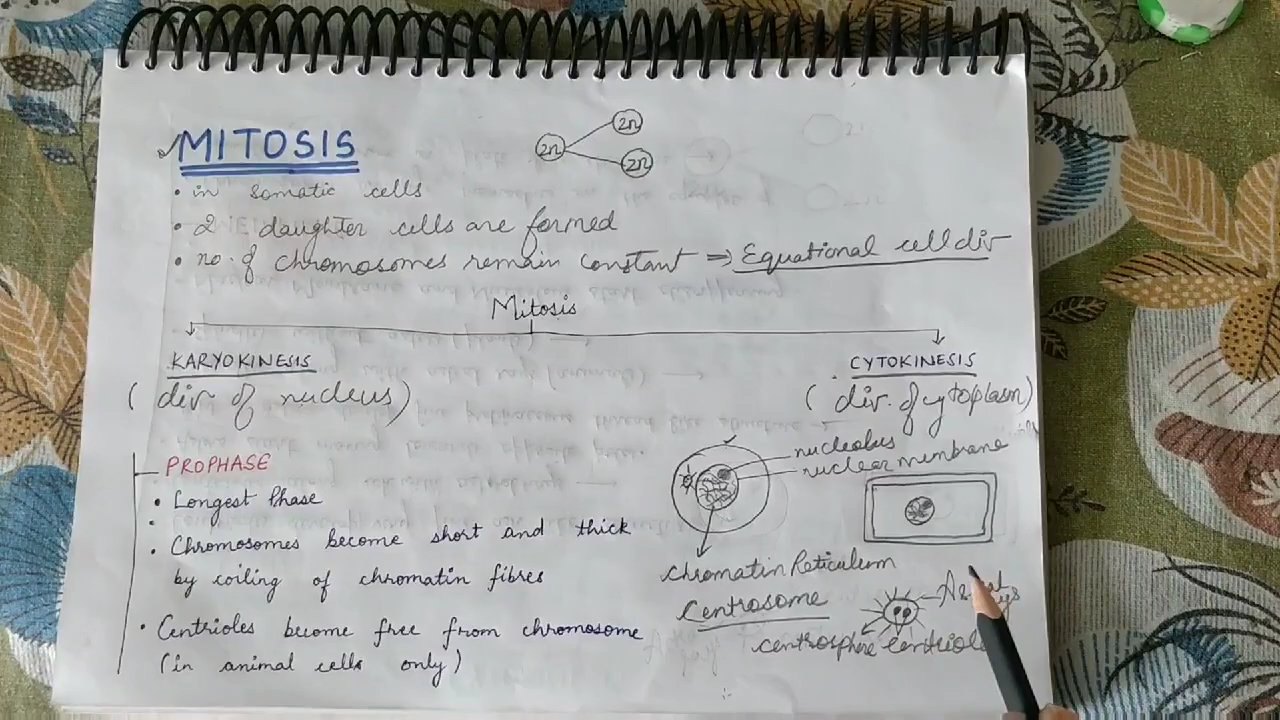 MITOSIS
2n
2n
2n
• in somatic cells
• 2 daughter cells are formed
• no. of chromosomes remain constant ⇒ Equational cell div
Mitosis
KARYOKINESIS
(div of nucleus)
CYTOKINESIS
(div. of cytoplasm)
PROPHASE
• Longest Phase
• Chromosomes become short and thick
by coiling of chromatin fibres
• Centrioles become free from chromosome
(in animal cells only)
nucleolus
nuclear membrane
Chromatin Reticulum
Centrosome
centrosphere